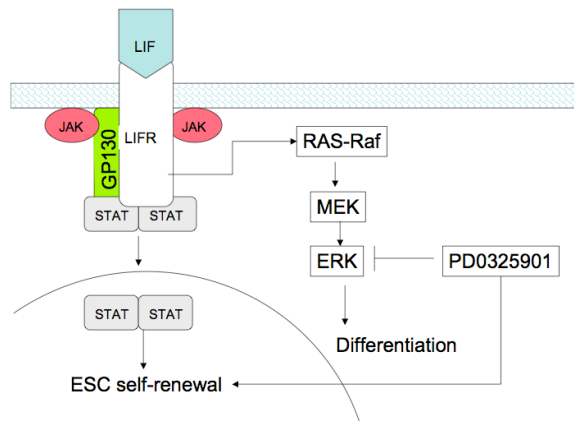 LIF
JAK
GP130
LIFR
JAK
RAS-Raf
STAT
STAT
MEK
ERK
PD0325901
STAT
STAT
Differentiation
ESC self-renewal